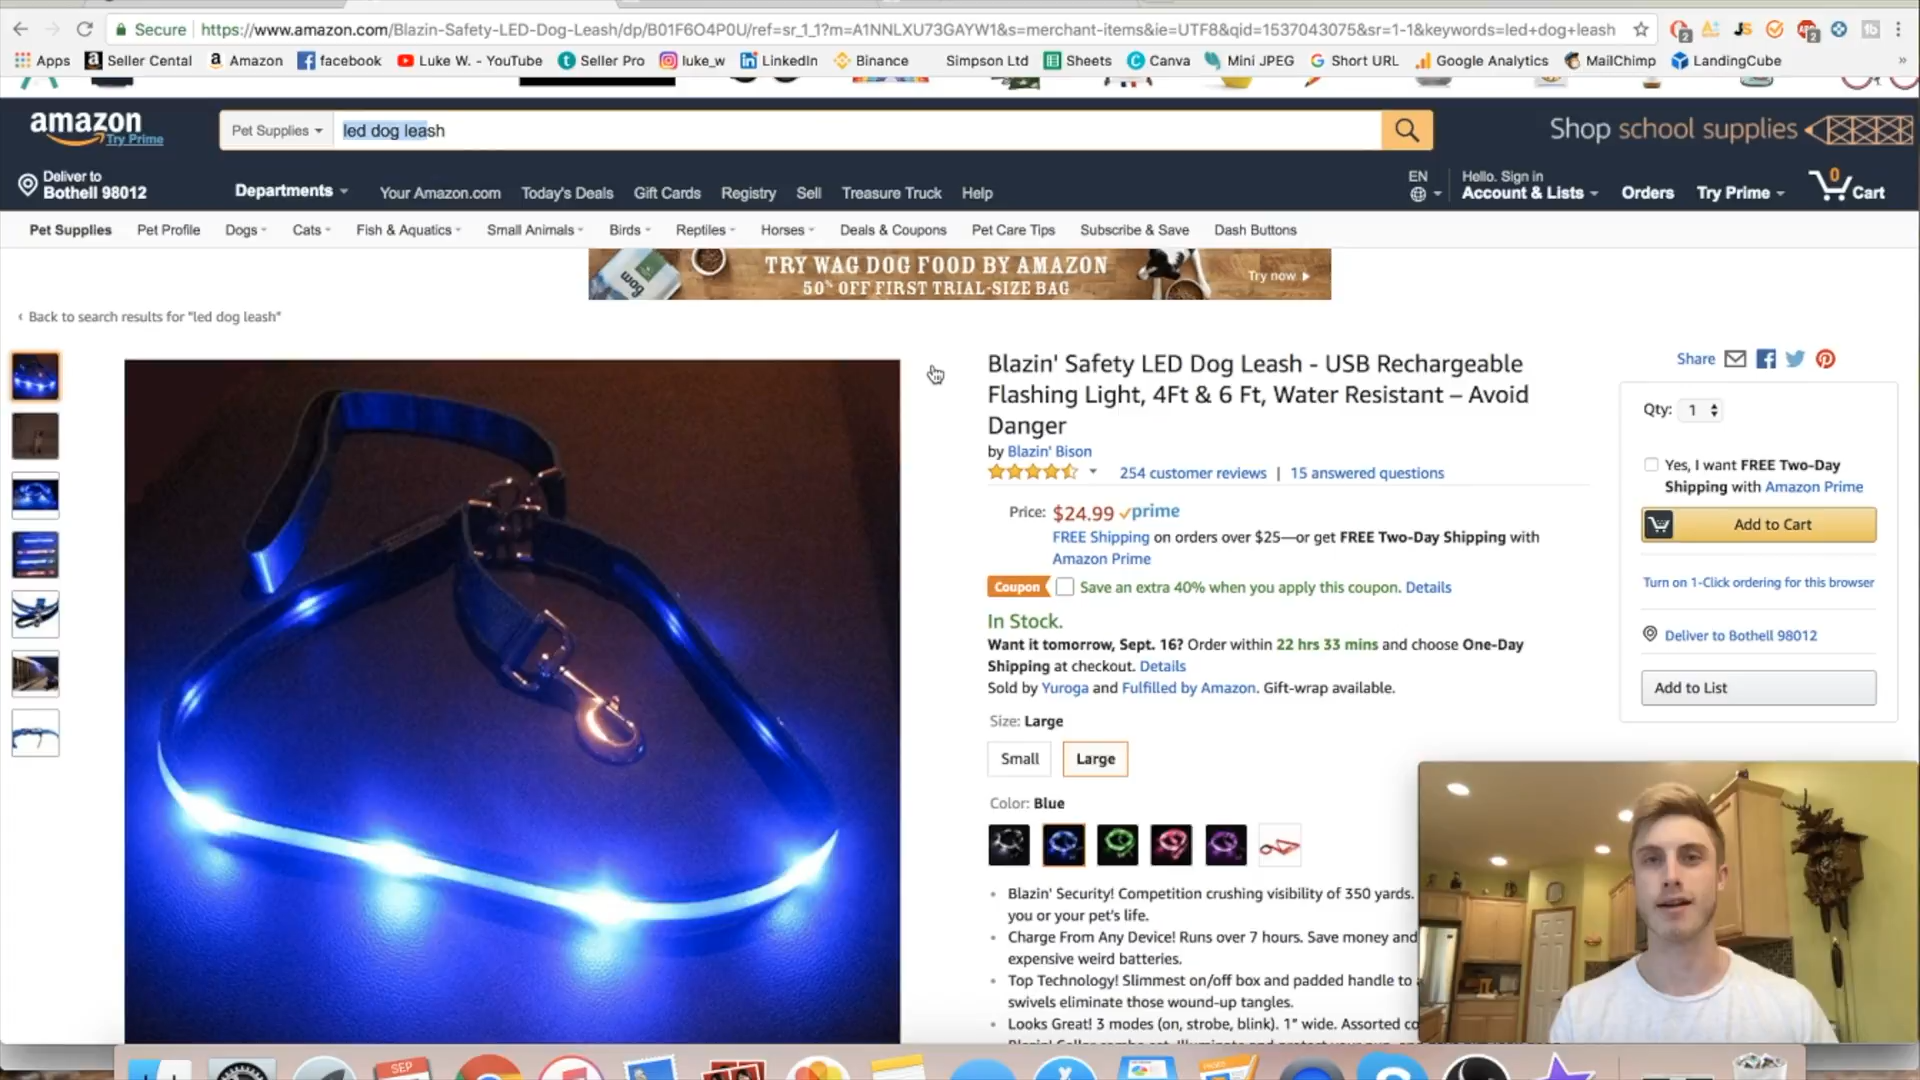 Secure https://www.amazon.com/Blazin-Safety-LED-Dog-Leash/dp/B01F6O4P0U/ref=sr_1_1?m=A1NNLXU73GAYW1&s=merchant-items&ie=UTF8&qid=1537043075&sr=1-1&keywords=led+dog+leash
Apps Seller Cental Amazon facebook Luke W. - YouTube Seller Pro luke_w LinkedIn Binance Simpson Ltd Sheets Canva Mini JPEG Short URL Google Analytics MailChimp LandingCube »
amazon
Try Prime
Pet Supplies led dog leash
Shop school supplies
Deliver to
Bothell 98012
Departments Your Amazon.com Today's Deals Gift Cards Registry Sell Treasure Truck Help
EN
Hello. Sign in
Account & Lists Orders Try Prime 0 Cart
Pet Supplies Pet Profile Dogs Cats Fish & Aquatics Small Animals Birds Reptiles Horses Deals & Coupons Pet Care Tips Subscribe & Save Dash Buttons
wag
TRY WAG DOG FOOD BY AMAZON
50% OFF FIRST TRIAL-SIZE BAG
Try now
‹ Back to search results for "led dog leash"
Blazin' Safety LED Dog Leash - USB Rechargeable
Flashing Light, 4Ft & 6 Ft, Water Resistant – Avoid
Danger
by Blazin' Bison
254 customer reviews | 15 answered questions
Price: $24.99 prime
FREE Shipping on orders over $25—or get FREE Two-Day Shipping with
Amazon Prime
Coupon Save an extra 40% when you apply this coupon. Details
In Stock.
Want it tomorrow, Sept. 16? Order within 22 hrs 33 mins and choose One-Day
Shipping at checkout. Details
Sold by Yuroga and Fulfilled by Amazon. Gift-wrap available.
Size: Large
Small Large
Color: Blue
• Blazin' Security! Competition crushing visibility of 350 yards.
you or your pet's life.
• Charge From Any Device! Runs over 7 hours. Save money and
expensive weird batteries.
• Top Technology! Slimmest on/off box and padded handle to
swivels eliminate those wound-up tangles.
• Looks Great! 3 modes (on, strobe, blink). 1" wide. Assorted co
Share
Qty: 1
Yes, I want FREE Two-Day
Shipping with Amazon Prime
Add to Cart
Turn on 1-Click ordering for this browser
Deliver to Bothell 98012
Add to List
SEP